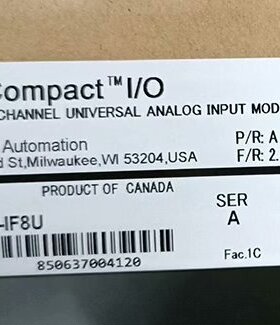 Compact™ I/O
CHANNEL UNIVERSAL ANALOG INPUT MOD
Automation P/R: A
d St,Milwaukee,WI 53204,USA F/R: 2.
PRODUCT OF CANADA
SER
-IF8U A
850637004120 Fac.1C